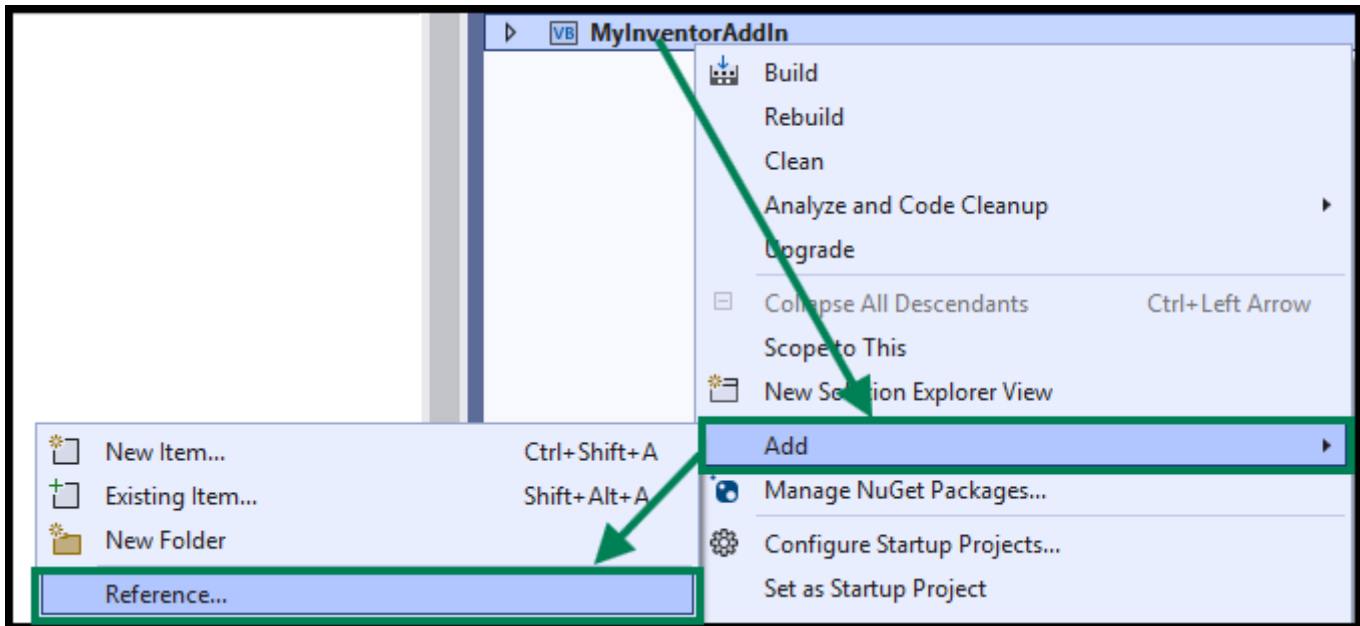 VB MyInventorAddIn
Build
Rebuild
Clean
Analyze and Code Cleanup
Upgrade
Collapse All Descendants Ctrl+Left Arrow
Scope to This
New Solution Explorer View
Add
Manage NuGet Packages...
Configure Startup Projects...
Set as Startup Project
New Item... Ctrl+Shift+A
Existing Item... Shift+Alt+A
New Folder
Reference...